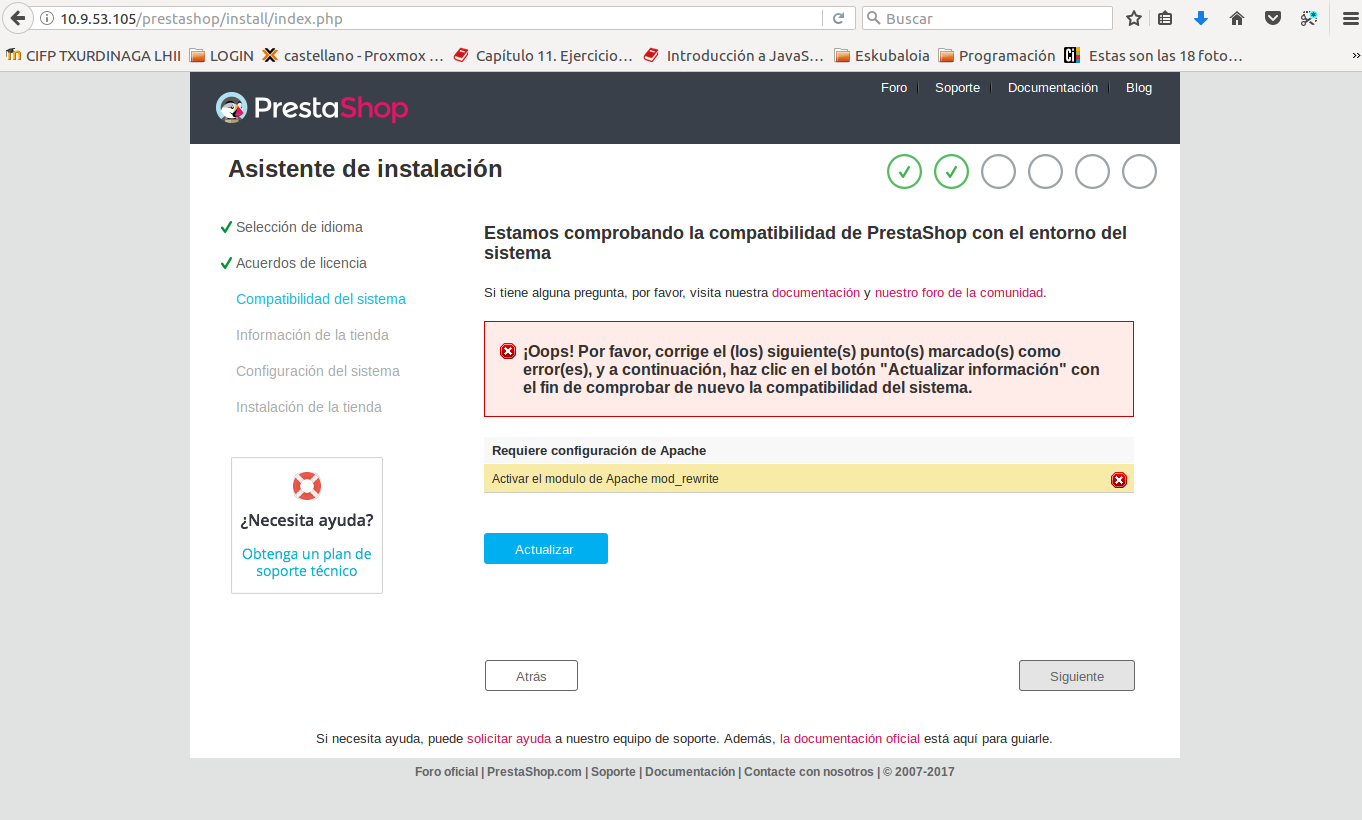 10.9.53.105/prestashop/install/index.php
Buscar
CIFP TXURDINAGA LHII
LOGIN
castellano - Proxmox ...
Capítulo 11. Ejercicio...
Introducción a JavaS...
Eskubaloia
Programación
Estas son las 18 foto...
PrestaShop
Foro
Soporte
Documentación
Blog
Asistente de instalación
Selección de idioma
Acuerdos de licencia
Compatibilidad del sistema
Información de la tienda
Configuración del sistema
Instalación de la tienda
¿Necesita ayuda?
Obtenga un plan de
soporte técnico
Estamos comprobando la compatibilidad de PrestaShop con el entorno del
sistema
Si tiene alguna pregunta, por favor, visita nuestra documentación y nuestro foro de la comunidad.
¡Oops! Por favor, corrige el (los) siguiente(s) punto(s) marcado(s) como
error(es), y a continuación, haz clic en el botón "Actualizar información" con
el fin de comprobar de nuevo la compatibilidad del sistema.
Requiere configuración de Apache
Activar el modulo de Apache mod_rewrite
Actualizar
Atrás
Siguiente
Si necesita ayuda, puede solicitar ayuda a nuestro equipo de soporte. Además, la documentación oficial está aquí para guiarle.
Foro oficial | PrestaShop.com | Soporte | Documentación | Contacte con nosotros | © 2007-2017